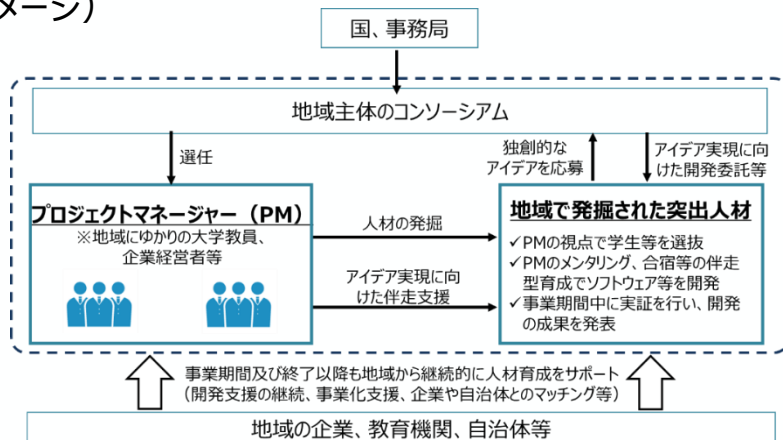 メージ）
国、事務局
地域主体のコンソーシアム
選任
独創的な
アイデアを応募
アイデア実現に向
けた開発委託等
プロジェクトマネージャー（PM）
※地域にゆかりの大学教員、
企業経営者等
人材の発掘
アイデア実現に向
けた伴走支援
地域で発掘された突出人材
✓PMの視点で学生等を選抜
✓PMのメンタリング、合宿等の伴走
型育成でソフトウェア等を開発
✓事業期間中に実証を行い、開発
の成果を発表
事業期間及び終了以降も地域から継続的に人材育成をサポート
（開発支援の継続、事業化支援、企業や自治体とのマッチング等）
地域の企業、教育機関、自治体等